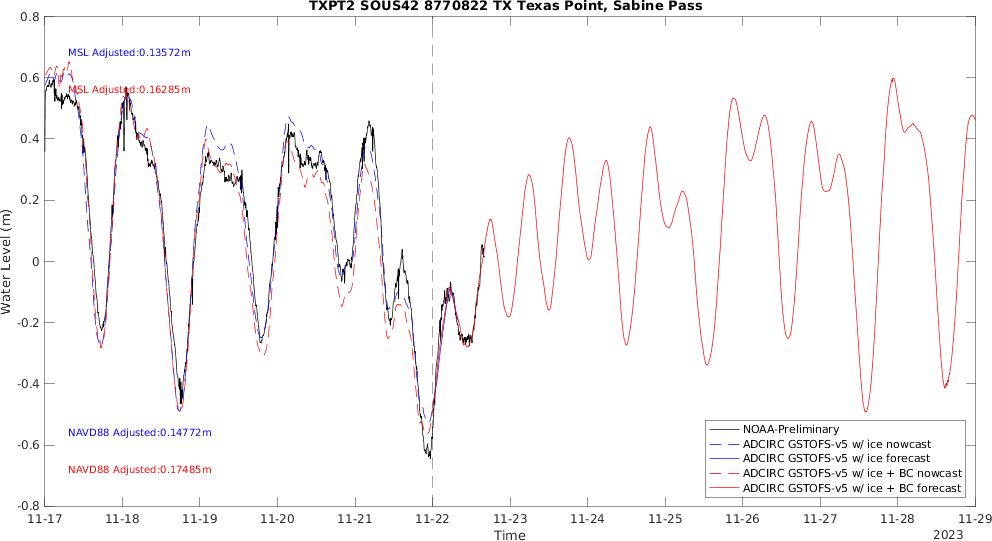 TXPT2 SOUS42 8770822 TX Texas Point, Sabine Pass
0.8
0.6
0.4
0.2
0
-0.2
-0.4
-0.6
-0.8
Water Level (m)
MSL Adjusted:0.13572m
MSL Adjusted:0.16285m
NAVD88 Adjusted:0.14772m
NAVD88 Adjusted:0.17485m
NOAA-Preliminary
ADCIRC GSTOFS-v5 w/ ice nowcast
ADCIRC GSTOFS-v5 w/ ice forecast
ADCIRC GSTOFS-v5 w/ ice + BC nowcast
ADCIRC GSTOFS-v5 w/ ice + BC forecast
11-17 11-18 11-19 11-20 11-21 11-22 11-23 11-24 11-25 11-26 11-27 11-28 11-29
Time
2023